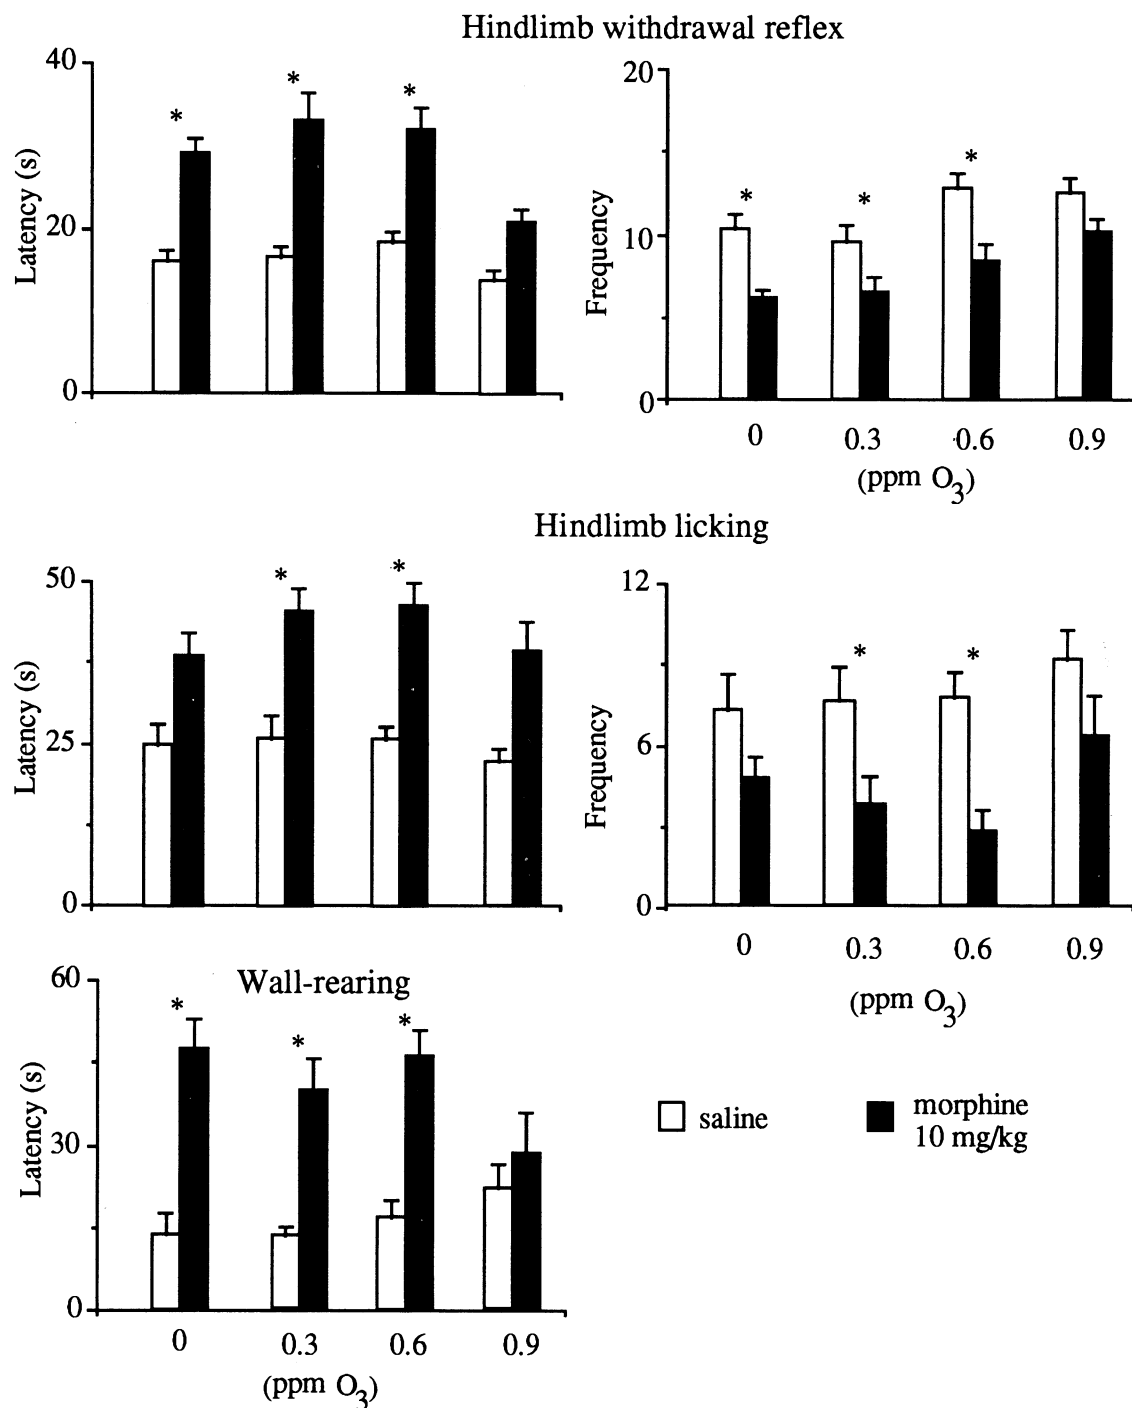 Hindlimb withdrawal reflex
40
20
0
Latency (s)
* * *
20
10
0
Frequency
* * *
0 0.3 0.6 0.9
(ppm O3)
Hindlimb licking
50
25
0
Latency (s)
* *
12
6
0
Frequency
* *
0 0.3 0.6 0.9
(ppm O3)
Wall-rearing
60
30
0
Latency (s)
* * *
0 0.3 0.6 0.9
(ppm O3)
saline
morphine
10 mg/kg